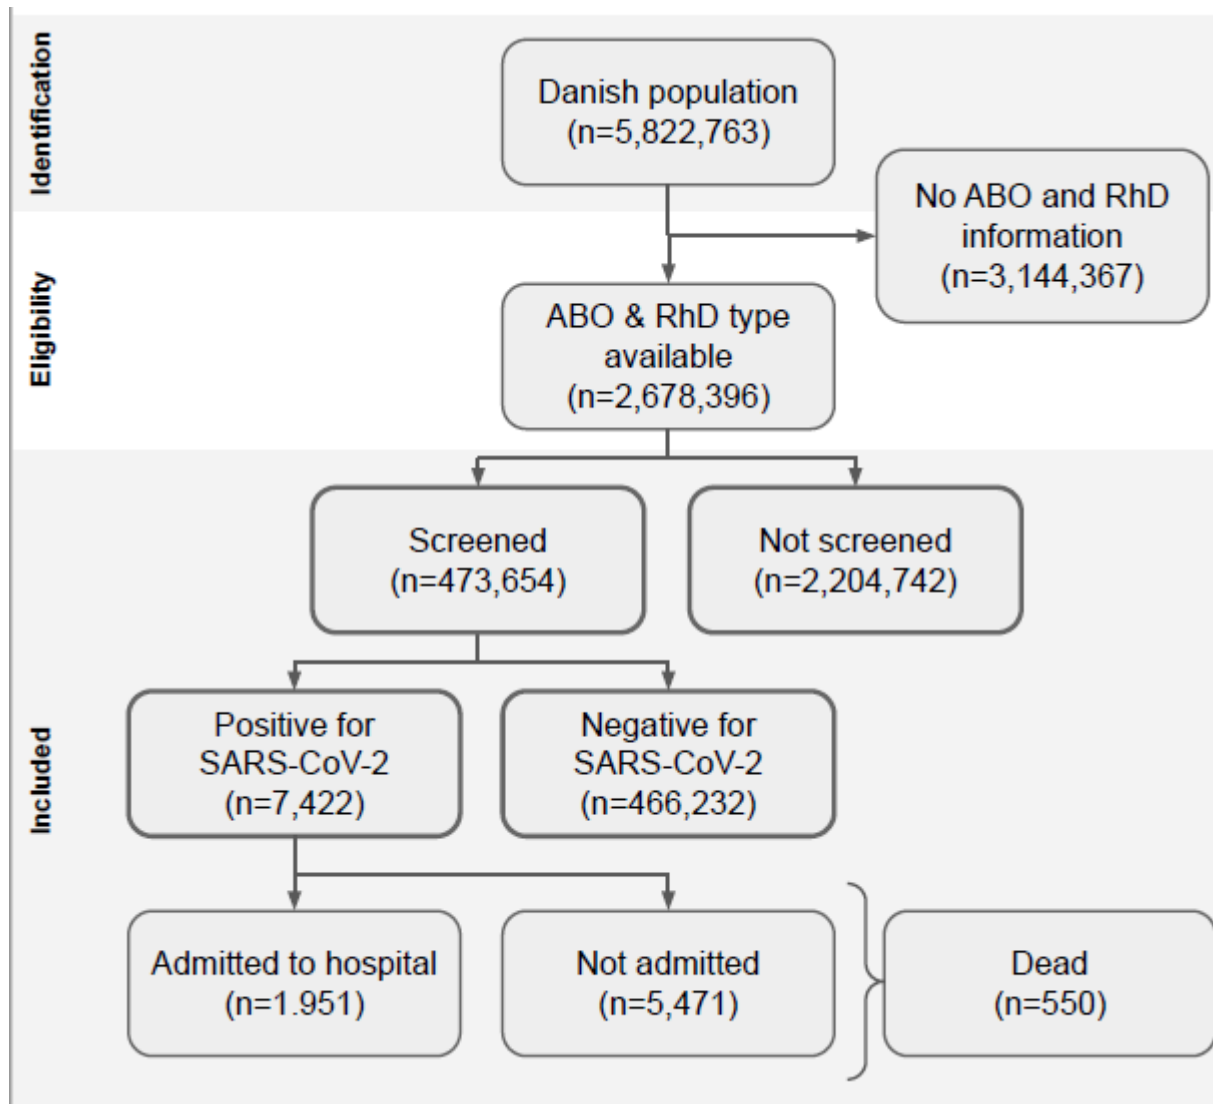 Identification
Danish population
(n=5,822,763)
No ABO and RhD
information
(n=3,144,367)
Eligibility
ABO & RhD type
available
(n=2,678,396)
Included
Screened
(n=473,654)
Not screened
(n=2,204,742)
Positive for
SARS-CoV-2
(n=7,422)
Negative for
SARS-CoV-2
(n=466,232)
Admitted to hospital
(n=1.951)
Not admitted
(n=5,471)
Dead
(n=550)